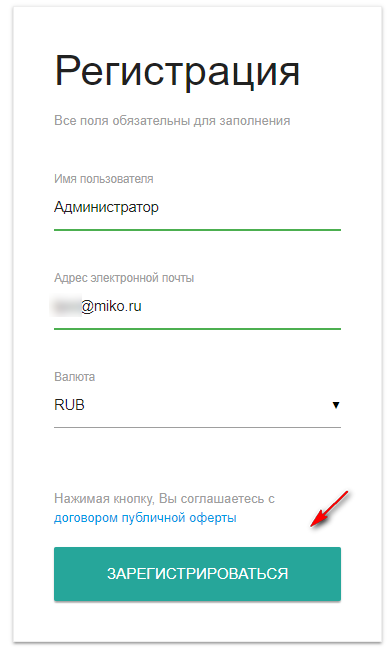 Регистрация
Все поля обязательны для заполнения
Имя пользователя
Администратор
Адрес электронной почты
@miko.ru
Валюта
RUB
Нажимая кнопку, Вы соглашаетесь с
договором публичной оферты
ЗАРЕГИСТРИРОВАТЬСЯ